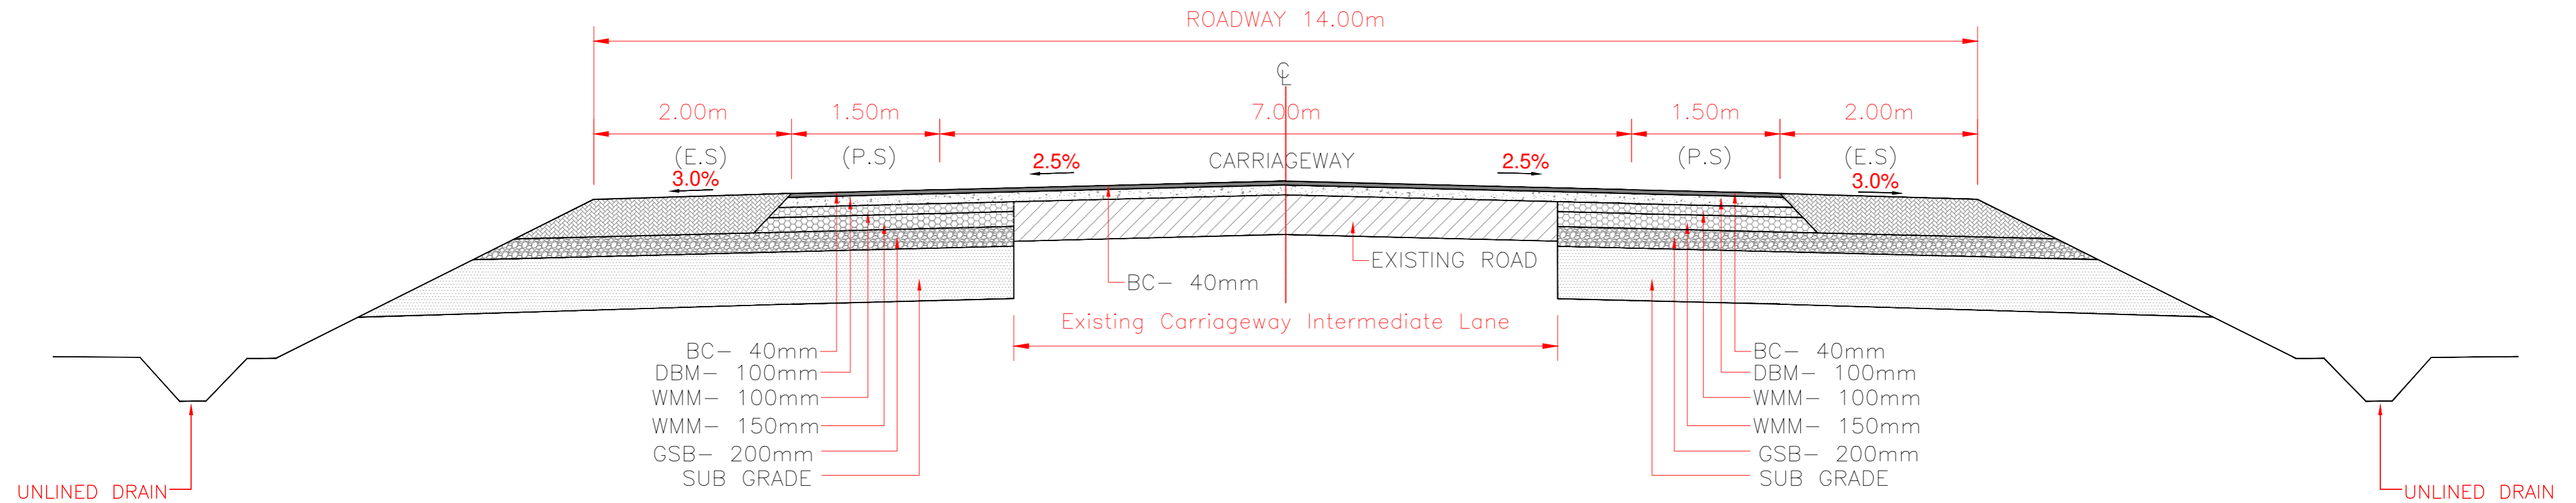 ROADWAY 14.00m
℄
2.00m 1.50m 7.00m 1.50m 2.00m
(E.S) (P.S) CARRIAGEWAY (P.S) (E.S)
3.0% 2.5% 2.5% 3.0%
EXISTING ROAD
BC- 40mm
Existing Carriageway Intermediate Lane
BC- 40mm
DBM- 100mm
WMM- 100mm
WMM- 150mm
GSB- 200mm
SUB GRADE
BC- 40mm
DBM- 100mm
WMM- 100mm
WMM- 150mm
GSB- 200mm
SUB GRADE
UNLINED DRAIN
UNLINED DRAIN